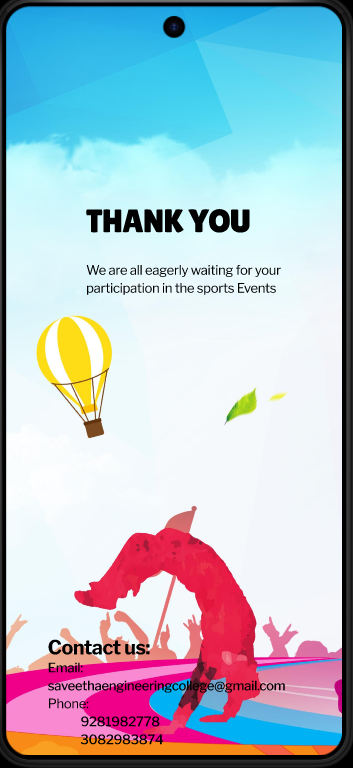 THANK YOU
We are all eagerly waiting for your
participation in the sports Events
Contact us:
Email:
saveethaengineeringcollege@gmail.com
Phone:
9281982778
3082983874